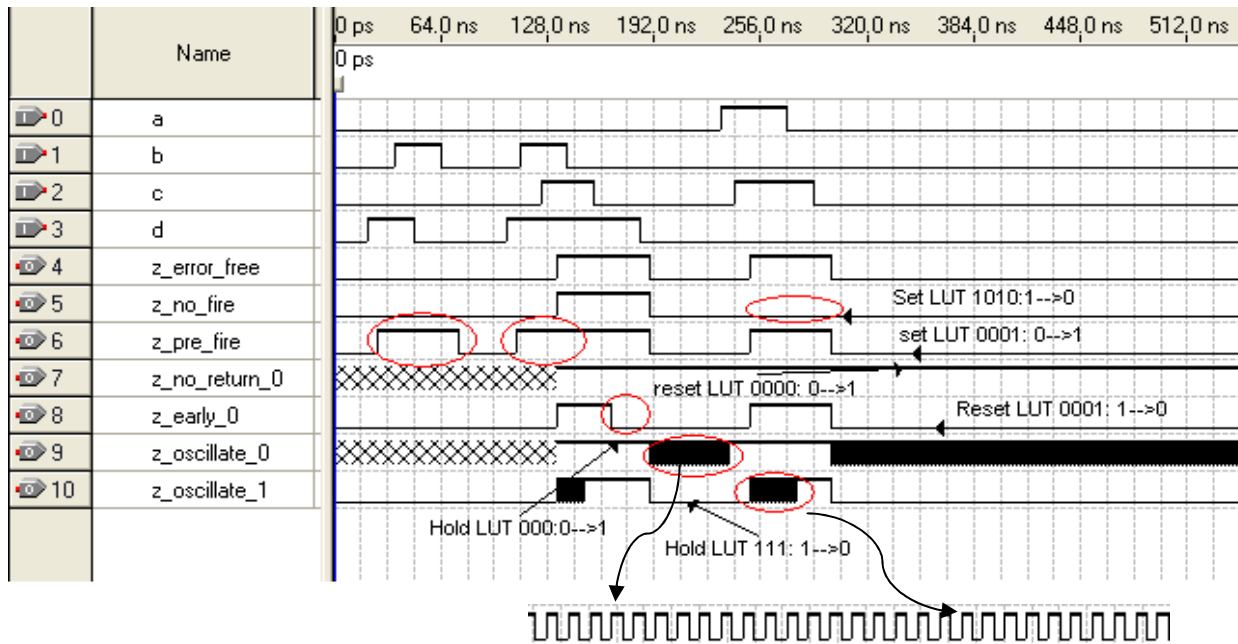 Name
0 ps 64.0 ns 128.0 ns 192.0 ns 256.0 ns 320.0 ns 384.0 ns 448.0 ns 512.0 ns
0 ps
0 a
1 b
2 c
3 d
4 z_error_free
5 z_no_fire
Set LUT 1010:1-->0
6 z_pre_fire
set LUT 0001: 0-->1
7 z_no_return_0
reset LUT 0000: 0-->1
8 z_early_0
Reset LUT 0001: 1-->0
9 z_oscillate_0
10 z_oscillate_1
Hold LUT 000:0-->1
Hold LUT 111: 1-->0